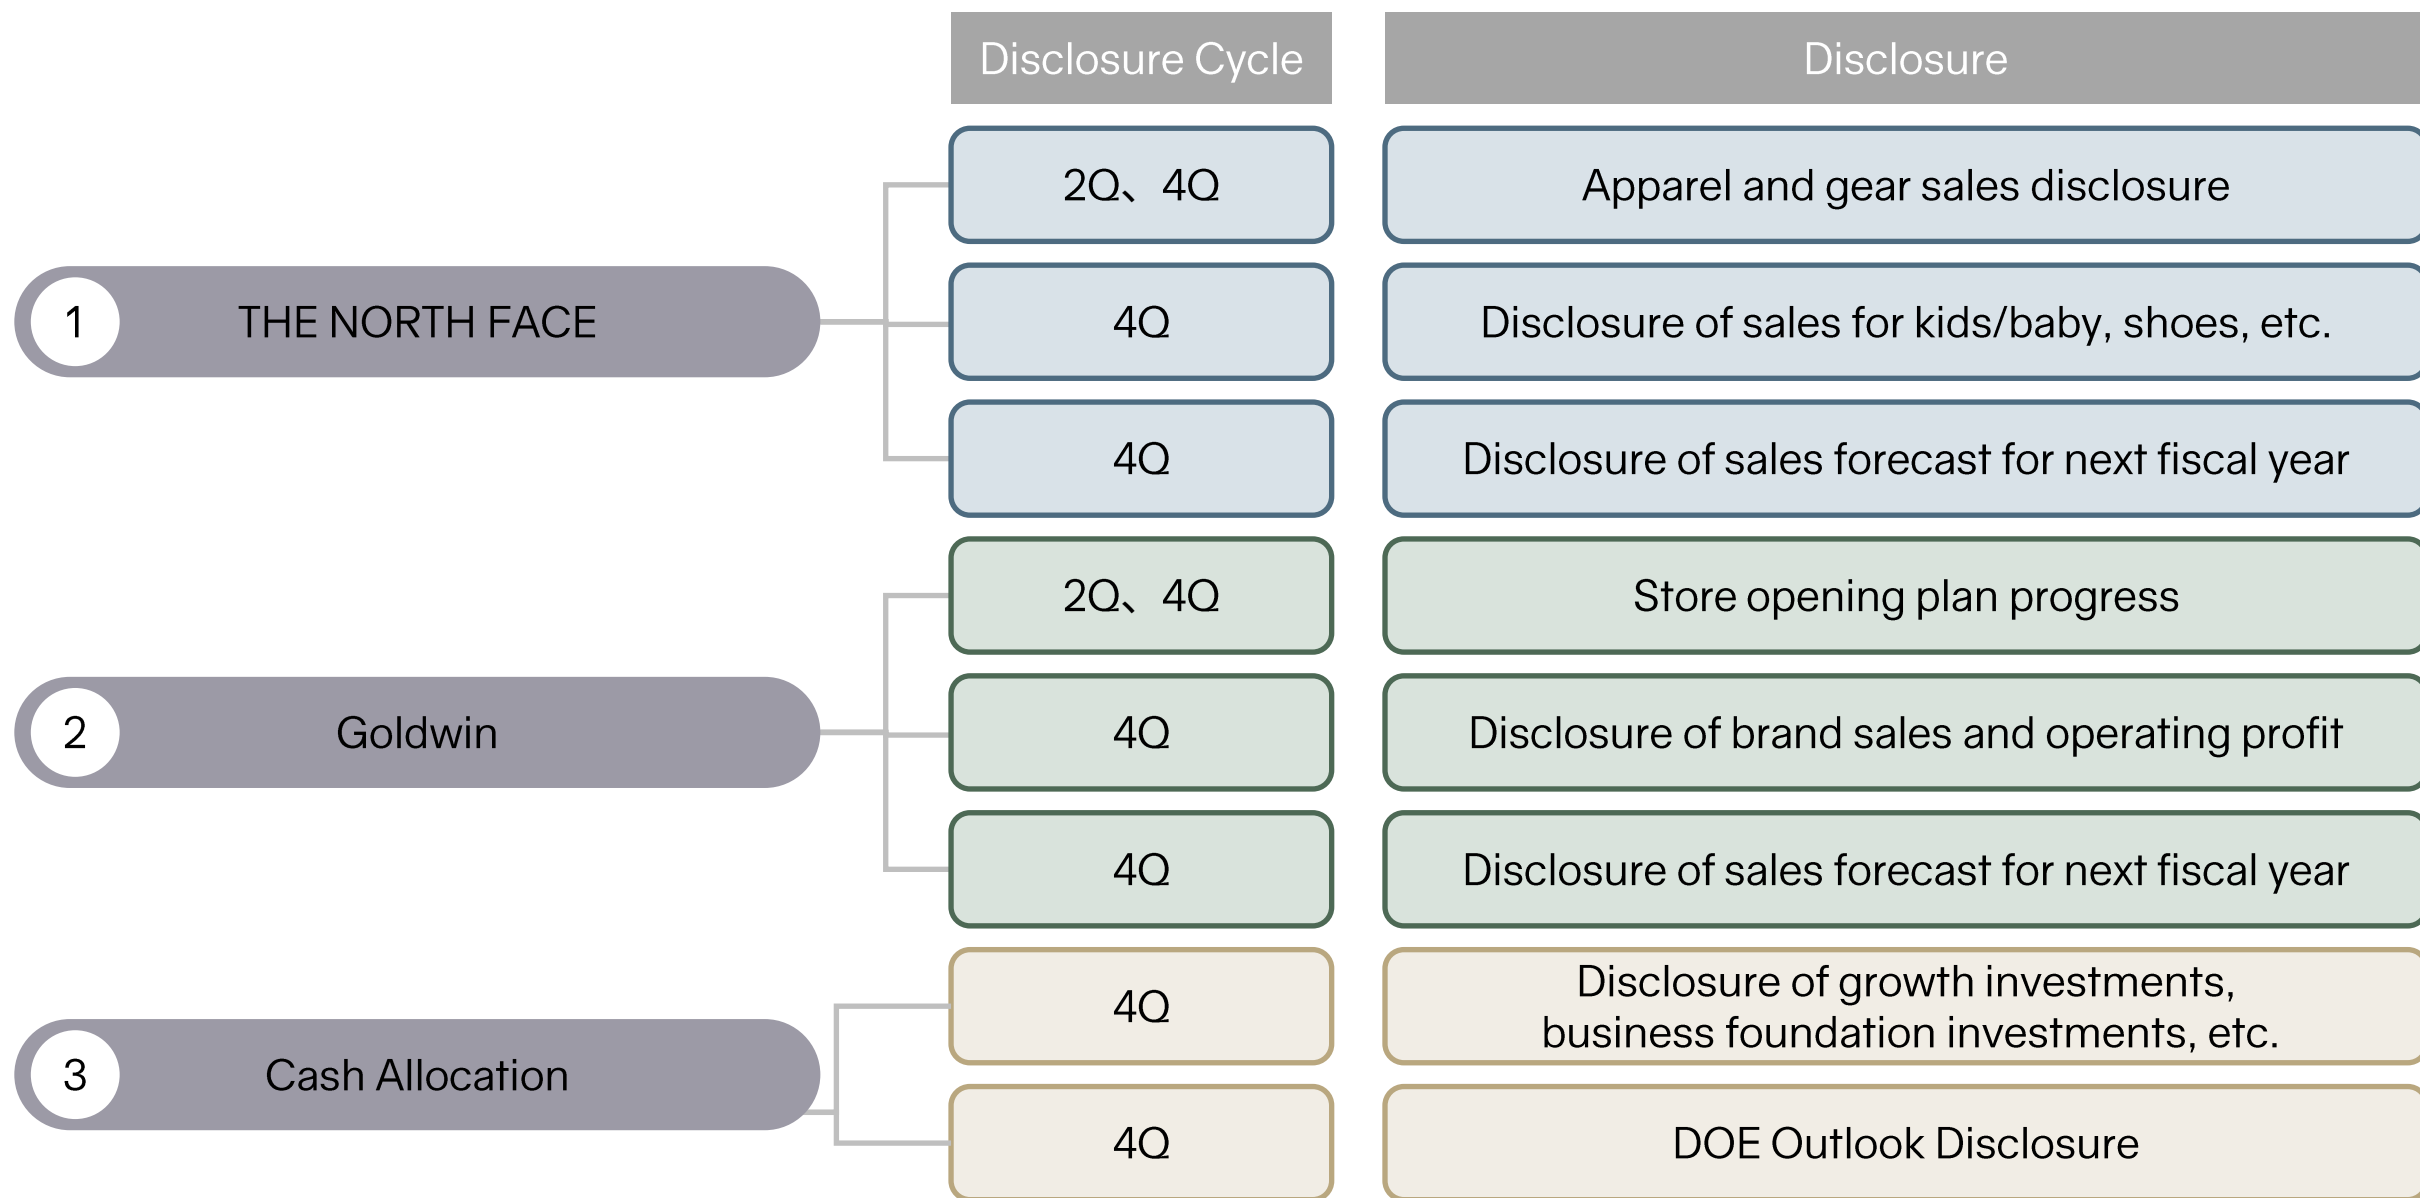 Disclosure Cycle
Disclosure
1
THE NORTH FACE
2Q、4Q
Apparel and gear sales disclosure
4Q
Disclosure of sales for kids/baby, shoes, etc.
4Q
Disclosure of sales forecast for next fiscal year
2
Goldwin
2Q、4Q
Store opening plan progress
4Q
Disclosure of brand sales and operating profit
4Q
Disclosure of sales forecast for next fiscal year
3
Cash Allocation
4Q
Disclosure of growth investments,
business foundation investments, etc.
4Q
DOE Outlook Disclosure